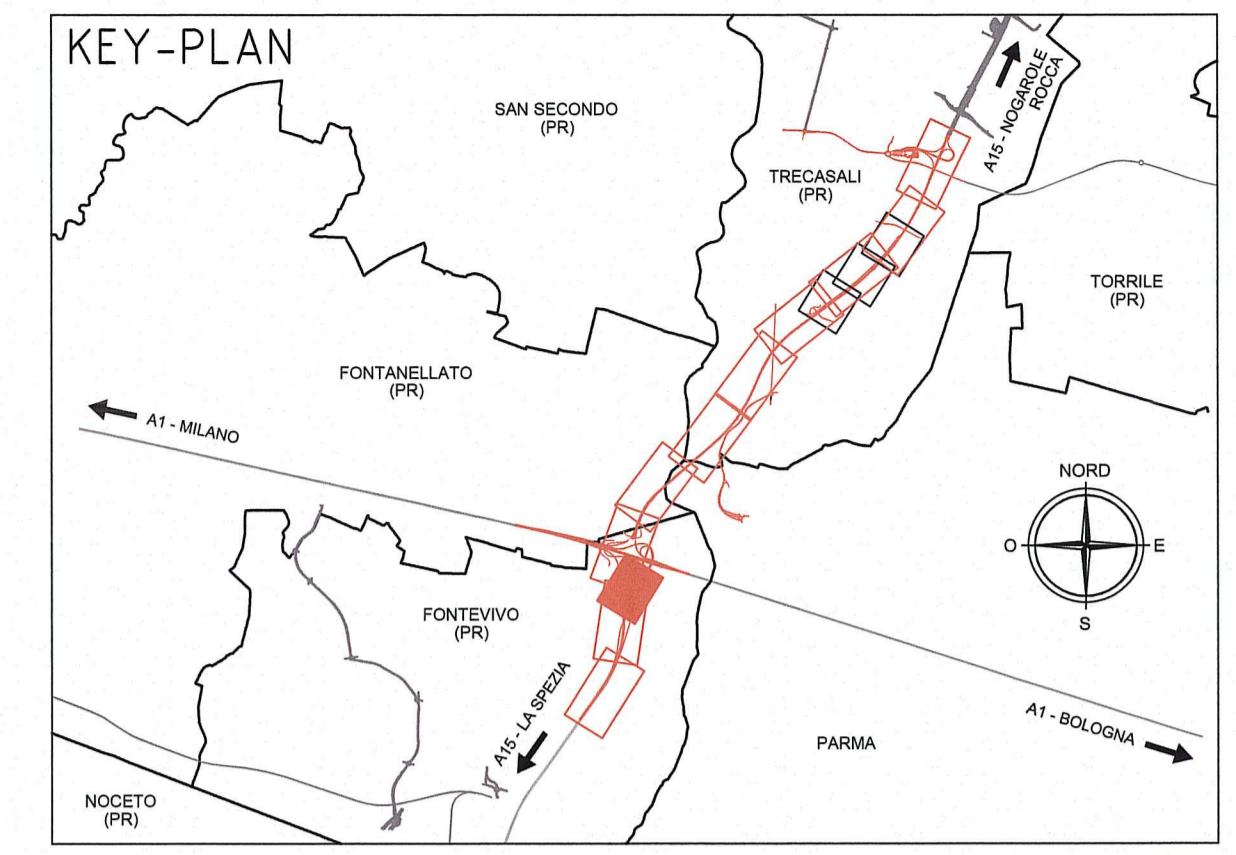 KEY-PLAN
SAN SECONDO
(PR)
A15 - NOGAROLE
ROCCA
TRECASALI
(PR)
TORRILE
(PR)
FONTANELLATO
(PR)
A1 - MILANO
NORD
O
E
S
FONTEVIVO
(PR)
A15 - LA SPEZIA
A1 - BOLOGNA
PARMA
NOCETO
(PR)